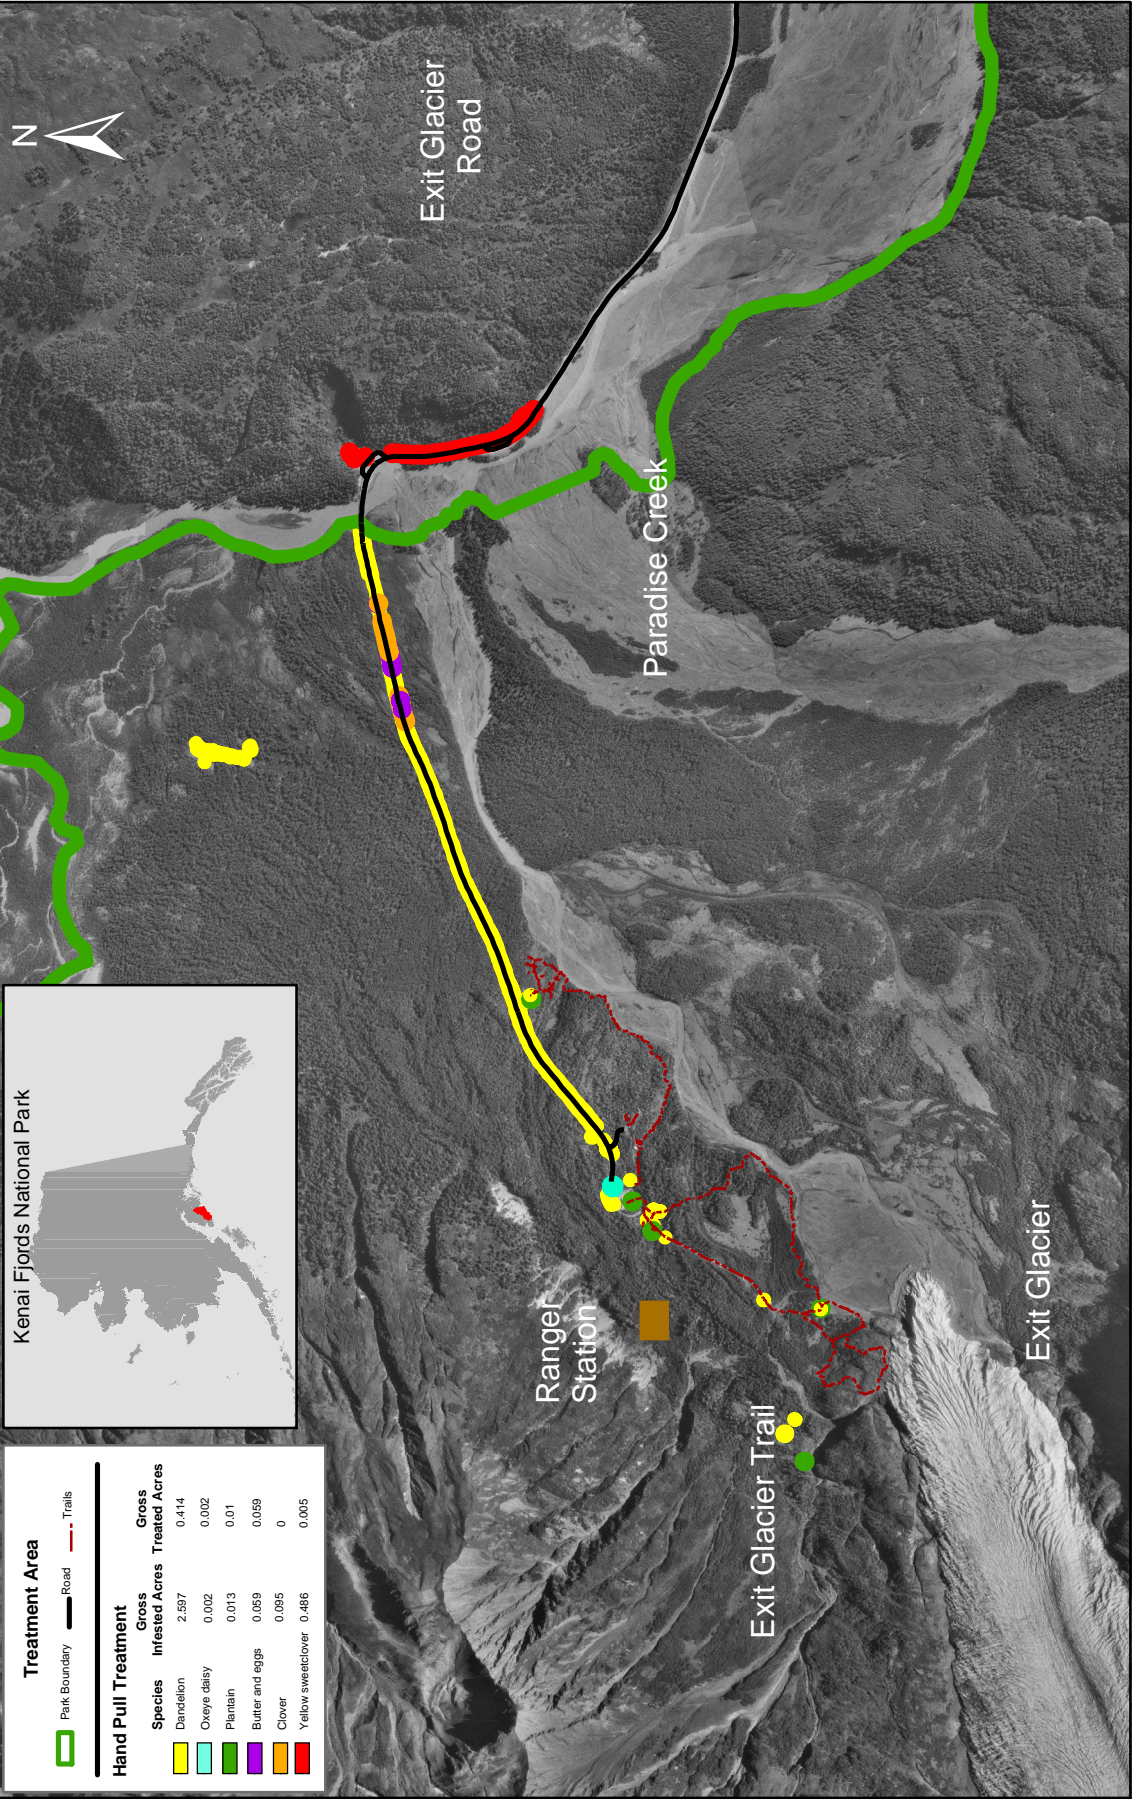 Treatment Area
Park Boundary Road Trails
Hand Pull Treatment
Species Gross Infested Acres Gross Treated Acres
Dandelion 2.597 0.414
Oxeye daisy 0.002 0.002
Plantain 0.013 0.01
Butter and eggs 0.059 0.059
Clover 0.095 0
Yellow sweetclover 0.486 0.005
Kenai Fjords National Park
N
Exit Glacier
Road
Paradise Creek
Ranger
Station
Exit Glacier Trail
Exit Glacier